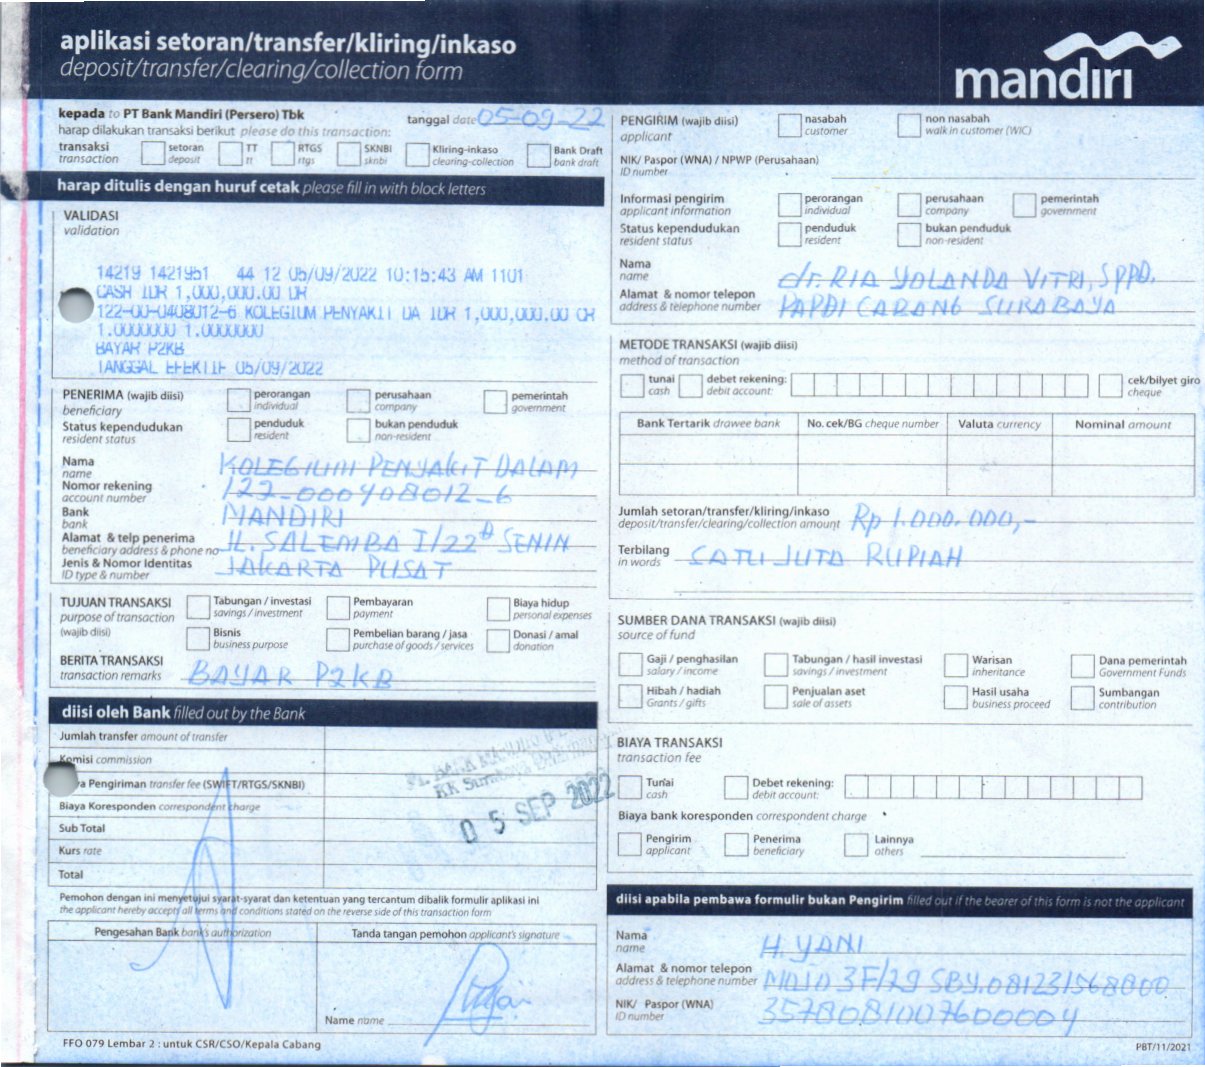 aplikasi setoran/transfer/kliring/inkaso
deposit/transfer/clearing/collection form
mandiri
kepada to PT Bank Mandiri (Persero) Tbk
tanggal date 05-09-22
harap dilakukan transaksi berikut please do this transaction:
transaksi
transaction
setoran
deposit
TT
tt
RTGS
rtgs
SKNBI
sknbi
Kliring-inkaso
clearing-collection
Bank Draft
bank draft
harap ditulis dengan huruf cetak please fill in with block letters
VALIDASI
validation
14219 1421951 44 12 05/09/2022 10:15:43 AM 1101
CASH IDR 1,000,000.00 DR
122-00-0408012-6 KOLEGIUM PENYAKIT DA IDR 1,000,000.00 CR
1.0000000 1.0000000
BAYAR P2KB
TANGGAL EFEKTIF 05/09/2022
PENERIMA (wajib diisi)
beneficiary
perorangan
individual
perusahaan
company
pemerintah
government
Status kependudukan
resident status
penduduk
resident
bukan penduduk
non-resident
Nama
name
KOLEGIUM PENYAKIT DALAM
Nomor rekening
account number
122-000408012-6
Bank
bank
MANDIRI
Alamat & telp penerima
beneficiary address & phone no
JL. SALEMBA I/22 D SENIN
Jenis & Nomor Identitas
ID type & number
JAKARTA PUSAT
TUJUAN TRANSAKSI
purpose of transaction
(wajib diisi)
Tabungan / investasi
savings / investment
Pembayaran
payment
Biaya hidup
personal expenses
Bisnis
business purpose
Pembelian barang / jasa
purchase of goods / services
Donasi / amal
donation
BERITA TRANSAKSI
transaction remarks
BAYAR P2KB
diisi oleh Bank filled out by the Bank
Jumlah transfer amount of transfer
Komisi commission
Pengiriman transfer fee (SWIFT/RTGS/SKNBI)
Biaya Koresponden correspondent charge
Sub Total
Kurs rate
Total
05 SEP 2022
Pemohon dengan ini menyetujui syarat-syarat dan ketentuan yang tercantum dibalik formulir aplikasi ini
the applicant hereby accepts all terms and conditions stated on the reverse side of this transaction form
Pengesahan Bank bank's authorization
Tanda tangan pemohon applicant's signature
Name name
FFO 079 Lembar 2 : untuk CSR/CSO/Kepala Cabang
PENGIRIM (wajib diisi)
applicant
nasabah
customer
non nasabah
walk in customer (WIC)
NIK/ Paspor (WNA) / NPWP (Perusahaan)
ID number
Informasi pengirim
applicant information
perorangan
individual
perusahaan
company
pemerintah
government
Status kependudukan
resident status
penduduk
resident
bukan penduduk
non-resident
Nama
name
dr. RIA YOLANDA VITRI, SPPD.
Alamat & nomor telepon
address & telephone number
PAPDI CABANG SURABAYA
METODE TRANSAKSI (wajib diisi)
method of transaction
tunai
cash
debet rekening:
debit account:
cek/bilyet giro
cheque
Bank Tertarik drawee bank
No. cek/BG cheque number
Valuta currency
Nominal amount
Jumlah setoran/transfer/kliring/inkaso
deposit/transfer/clearing/collection amount
Rp 1.000.000,-
Terbilang
in words
SATU JUTA RUPIAH
SUMBER DANA TRANSAKSI (wajib diisi)
source of fund
Gaji / penghasilan
salary / income
Tabungan / hasil investasi
savings / investment
Warisan
inheritance
Dana pemerintah
Government Funds
Hibah / hadiah
Grants / gifts
Penjualan aset
sale of assets
Hasil usaha
business proceed
Sumbangan
contribution
BIAYA TRANSAKSI
transaction fee
Tunai
cash
Debet rekening:
debit account:
Biaya bank koresponden correspondent charge
Pengirim
applicant
Penerima
beneficiary
Lainnya
others
diisi apabila pembawa formulir bukan Pengirim filled out if the bearer of this form is not the applicant
Nama
name
H. YANI
Alamat & nomor telepon
address & telephone number
MOJO 3F/29 SBY. 081231568000
NIK/ Paspor (WNA)
ID number
3578081007600004
PBT/11/2021